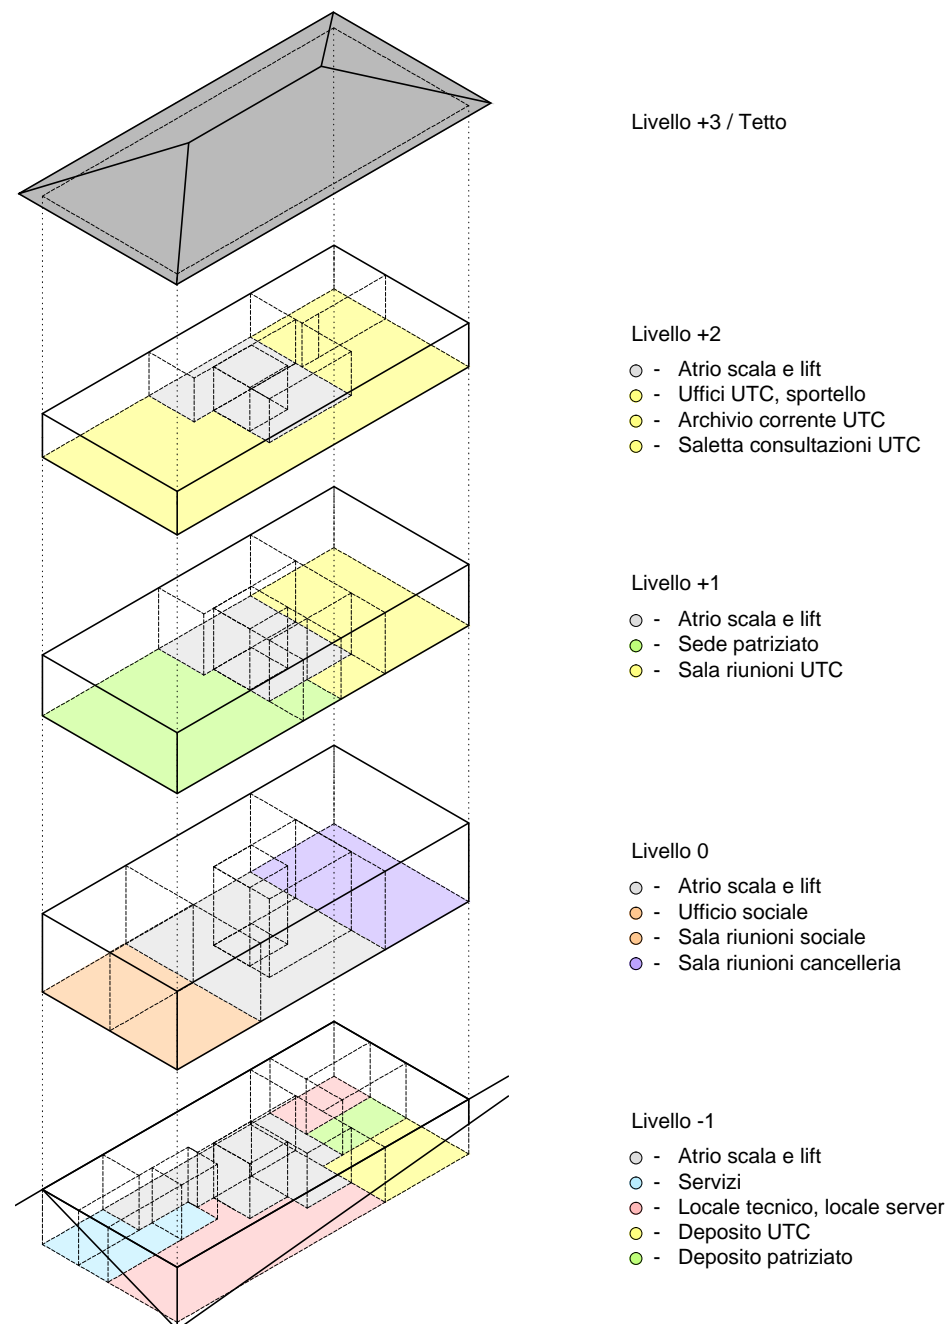 Livello +3 / Tetto
Livello +2
- Atrio scala e lift
- Uffici UTC, sportello
- Archivio corrente UTC
- Saletta consultazioni UTC
Livello +1
- Atrio scala e lift
- Sede patriziato
- Sala riunioni UTC
Livello 0
- Atrio scala e lift
- Ufficio sociale
- Sala riunioni sociale
- Sala riunioni cancelleria
Livello -1
- Atrio scala e lift
- Servizi
- Locale tecnico, locale server
- Deposito UTC
- Deposito patriziato